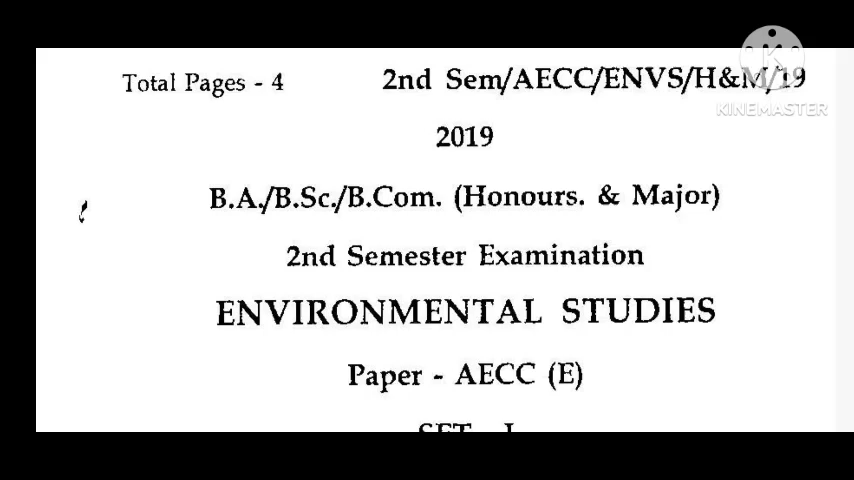 KINEMASTER
Total Pages - 4 2nd Sem/AECC/ENVS/H&M/19
2019
B.A./B.Sc./B.Com. (Honours. & Major)
2nd Semester Examination
ENVIRONMENTAL STUDIES
Paper - AECC (E)
SET - I